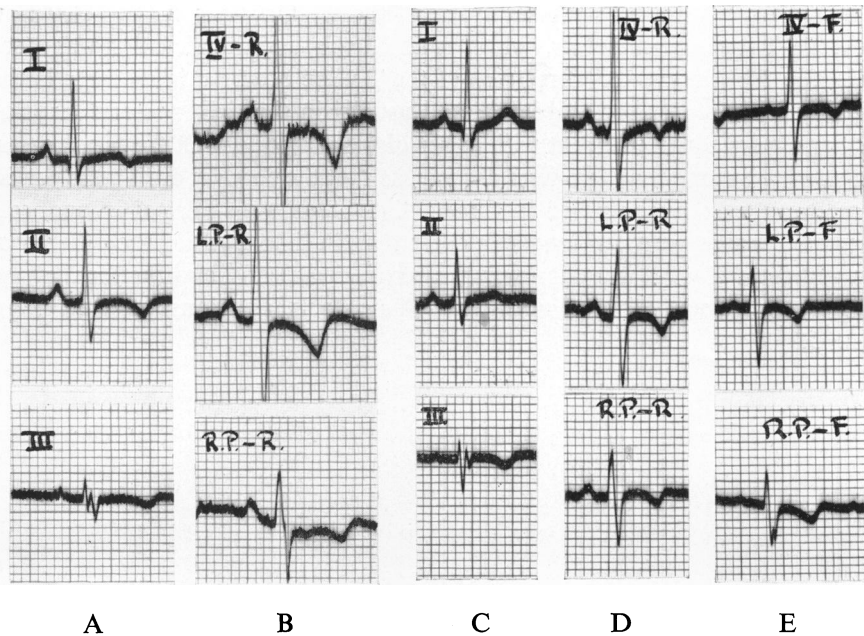 I
II
III
IV-R.
L.P.-R
R.P.-R.
I
II
III
IV-R.
L.P.-R
R.P.-R
IV-F.
L.P.-F
R.P.-F.
A B C D E